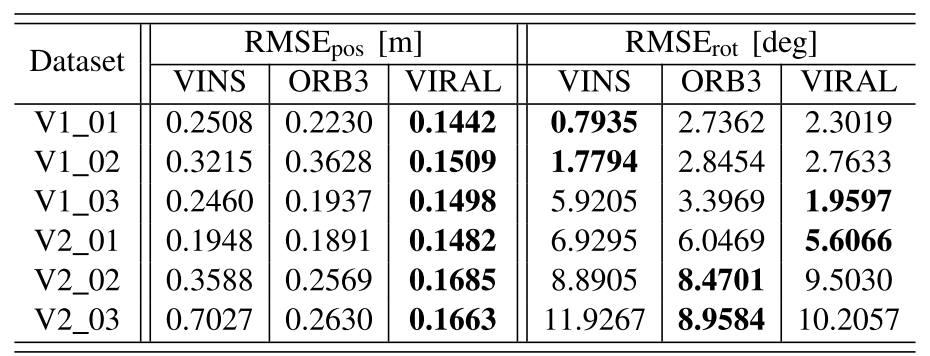 Dataset RMSEpos [m] RMSErot [deg]
VINS ORB3 VIRAL VINS ORB3 VIRAL
V1_01 0.2508 0.2230 0.1442 0.7935 2.7362 2.3019
V1_02 0.3215 0.3628 0.1509 1.7794 2.8454 2.7633
V1_03 0.2460 0.1937 0.1498 5.9205 3.3969 1.9597
V2_01 0.1948 0.1891 0.1482 6.9295 6.0469 5.6066
V2_02 0.3588 0.2569 0.1685 8.8905 8.4701 9.5030
V2_03 0.7027 0.2630 0.1663 11.9267 8.9584 10.2057